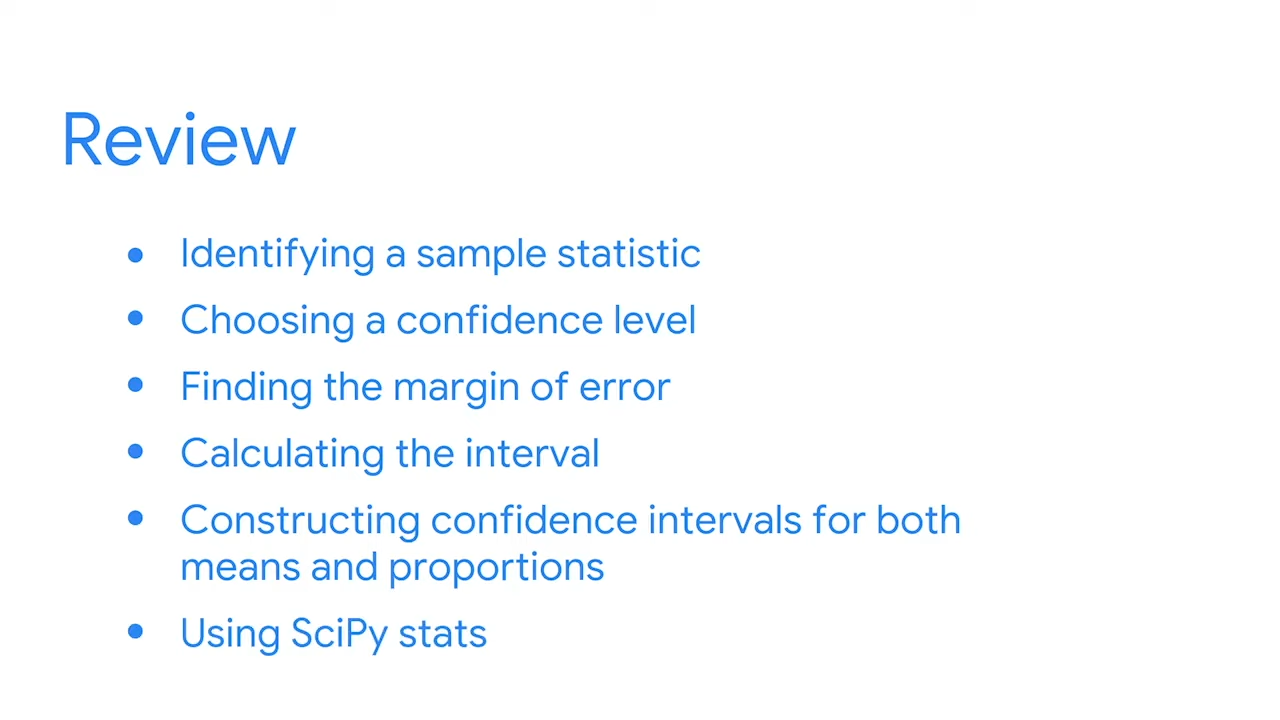 Review
• Identifying a sample statistic
• Choosing a confidence level
• Finding the margin of error
• Calculating the interval
• Constructing confidence intervals for both
means and proportions
• Using SciPy stats